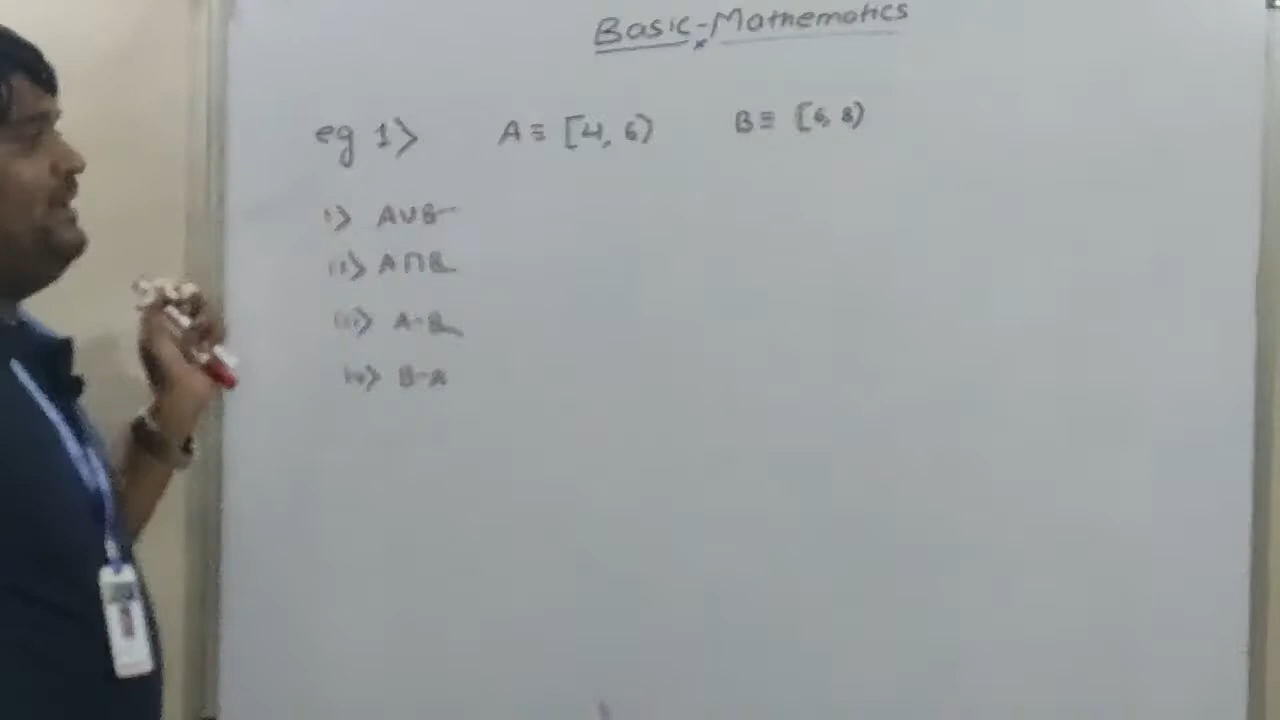 Basic-Mathematics
eg 1> A ≡ [4, 6) B ≡ [6, 8)
i> A∪B
ii> A∩B
iii> A-B
iv> B-A